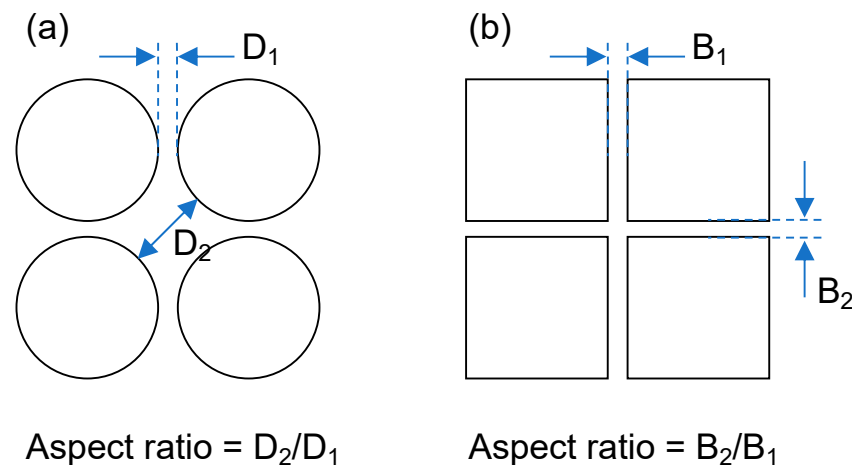 (a)
D₁
D₂
Aspect ratio = D₂/D₁
(b)
B₁
B₂
Aspect ratio = B₂/B₁